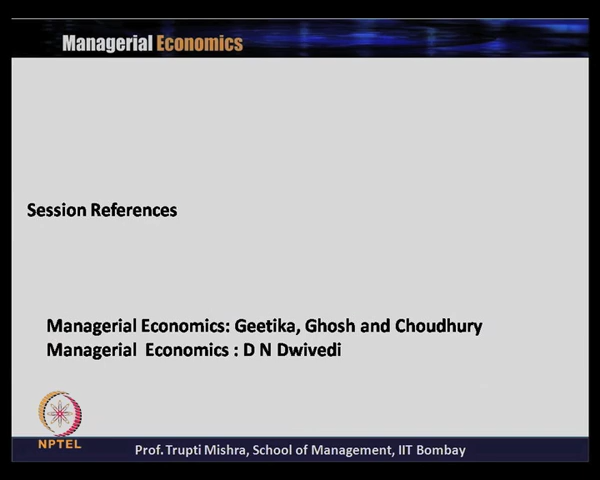 Managerial Economics
Session References
Managerial Economics: Geetika, Ghosh and Choudhury
Managerial Economics : D N Dwivedi
NPTEL
Prof. Trupti Mishra, School of Management, IIT Bombay